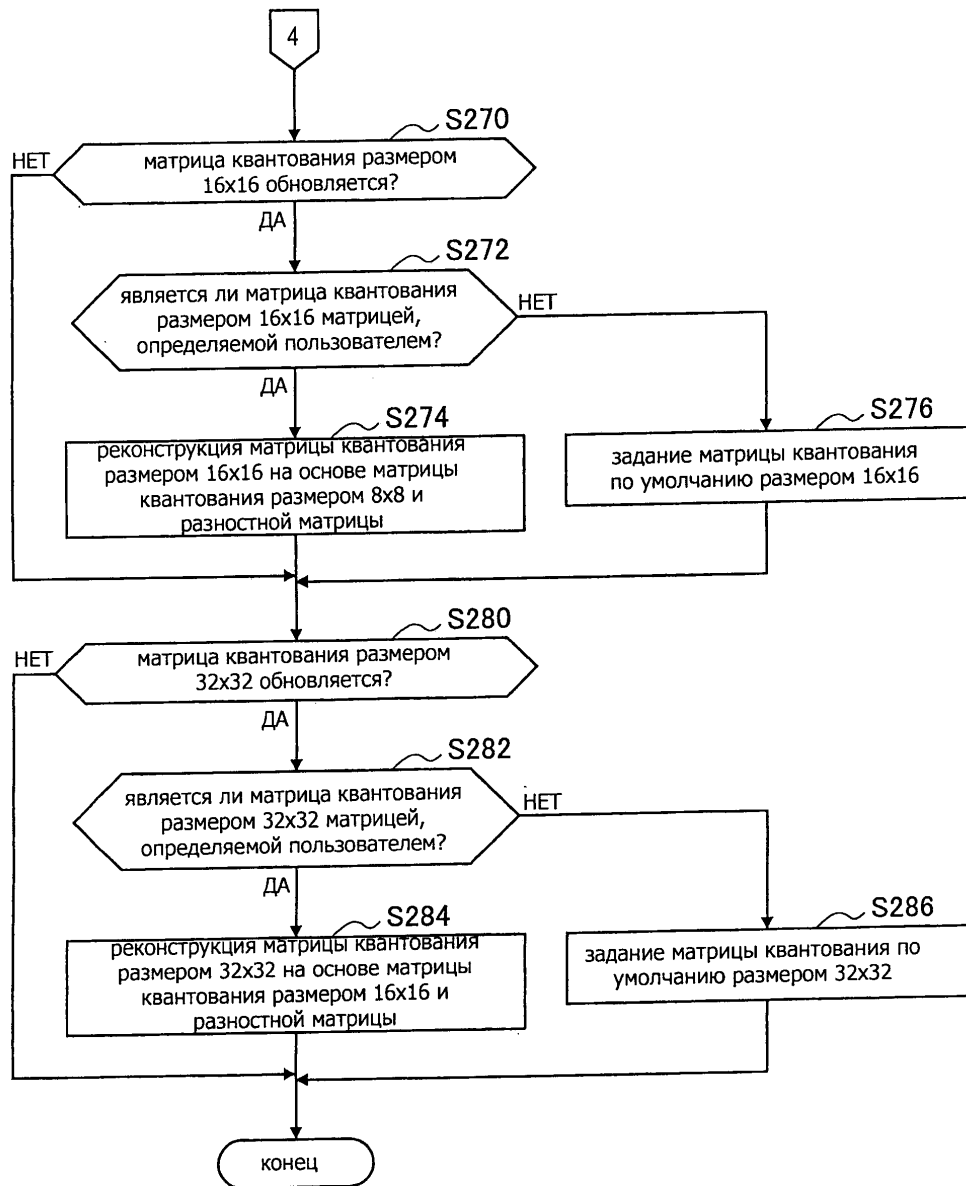 4
S270
НЕТ
матрица квантования размером
16x16 обновляется?
ДА
S272
является ли матрица квантования
размером 16x16 матрицей,
определяемой пользователем?
НЕТ
ДА
S274
реконструкция матрицы квантования
размером 16x16 на основе матрицы
квантования размером 8x8 и
разностной матрицы
S276
задание матрицы квантования
по умолчанию размером 16x16
S280
НЕТ
матрица квантования размером
32x32 обновляется?
ДА
S282
является ли матрица квантования
размером 32x32 матрицей,
определяемой пользователем?
НЕТ
ДА
S284
реконструкция матрицы квантования
размером 32x32 на основе матрицы
квантования размером 16x16 и
разностной матрицы
S286
задание матрицы квантования по
умолчанию размером 32x32
конец